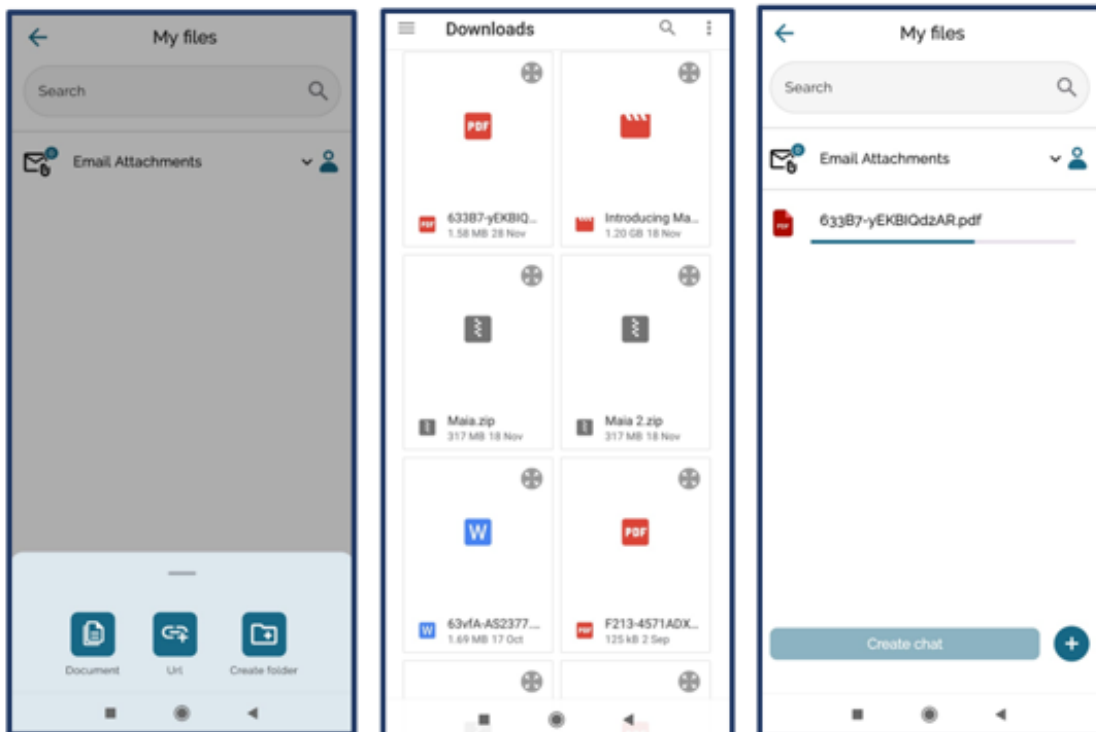 My files
Search
Email Attachments
Document
Url
Create folder
Downloads
PDF
633B7-yEKBIQ...
1.58 MB 28 Nov
Introducing Ma...
1.20 GB 18 Nov
Maia.zip
317 MB 18 Nov
Maia 2.zip
317 MB 18 Nov
W
PDF
W
63vfA-AS2377....
1.69 MB 17 Oct
PDF
F213-4571ADX...
125 kB 2 Sep
My files
Search
Email Attachments
PDF
633B7-yEKBIQd2AR.pdf
Create chat